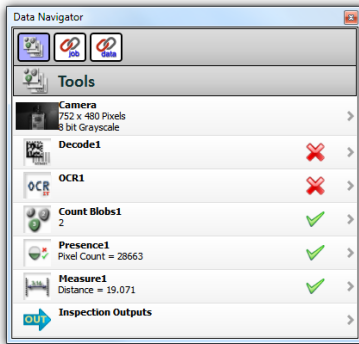 Data Navigator
job
data
Tools
Camera
752 x 480 Pixels
8 bit Grayscale
Decode1
OCR
ST
OCR1
Count Blobs1
2
Presence1
Pixel Count = 28663
Measure1
Distance = 19.071
OUT
Inspection Outputs